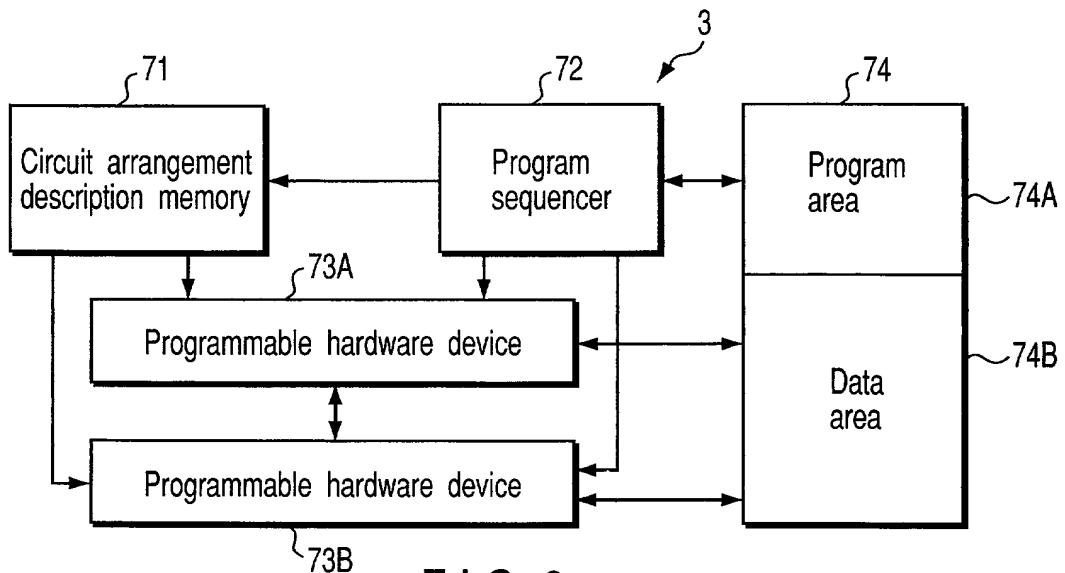 3
71
72
74
Circuit arrangement
description memory
Program
sequencer
Program
area
74A
73A
Programmable hardware device
74B
Data
area
Programmable hardware device
73B